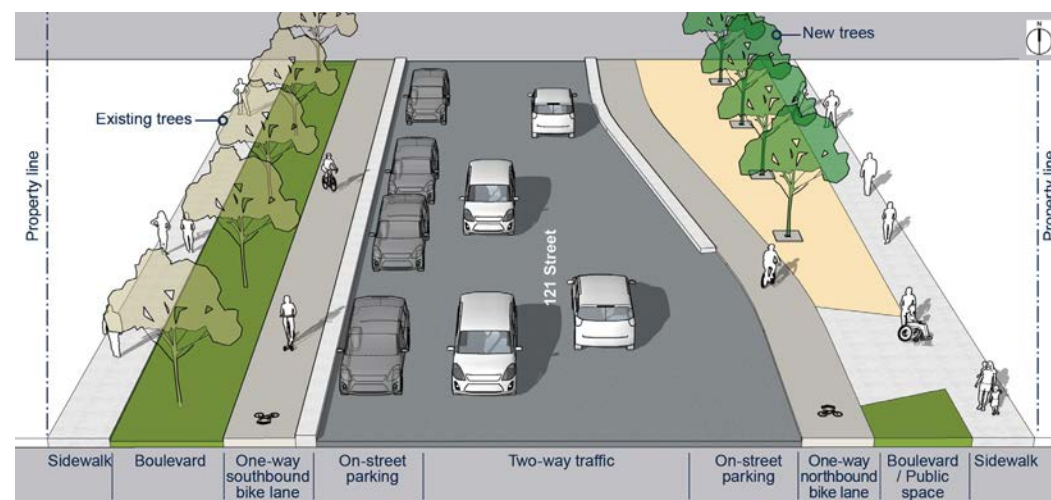 N
New trees
Existing trees
Property line
Property line
121 Street
Sidewalk
Boulevard
One-way
southbound
bike lane
On-street
parking
Two-way traffic
On-street
parking
One-way
northbound
bike lane
Boulevard
/ Public
space
Sidewalk